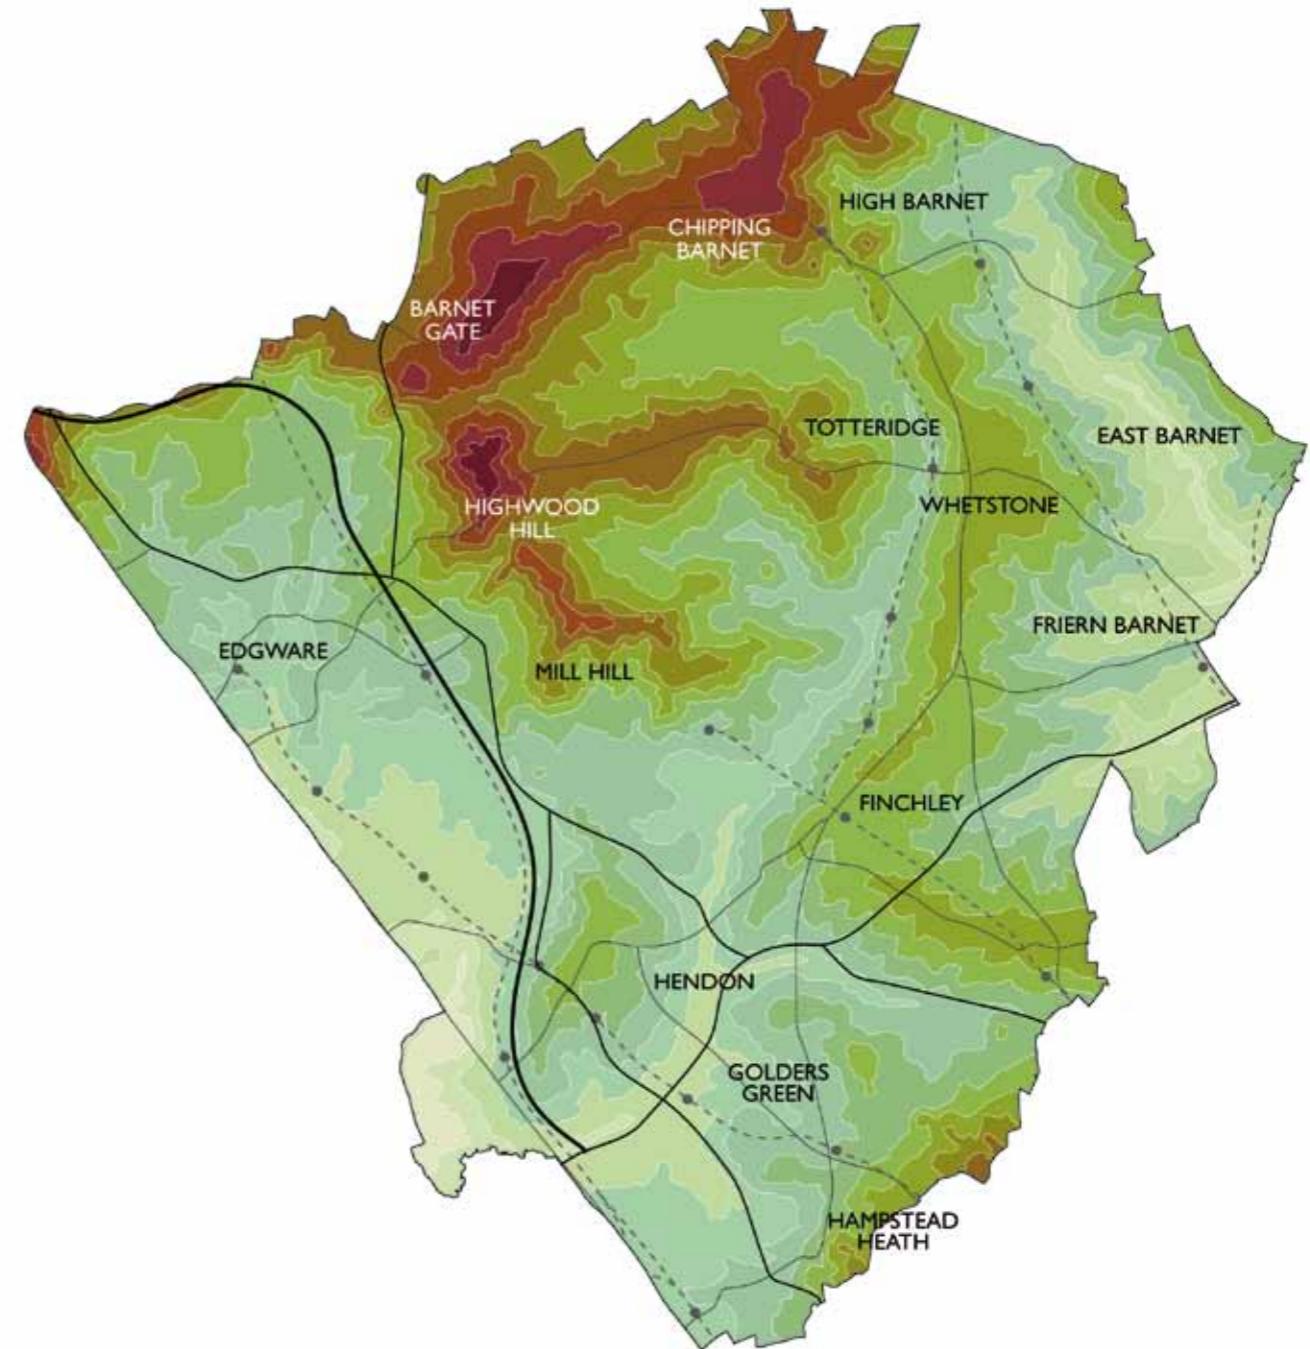 HIGH BARNET
CHIPPING
BARNET
BARNET
GATE
TOTTERIDGE
EAST BARNET
HIGHWOOD
HILL
WHETSTONE
FRIERN BARNET
EDGWARE
MILL HILL
FINCHLEY
HENDON
GOLDERS
GREEN
HAMPSTEAD
HEATH